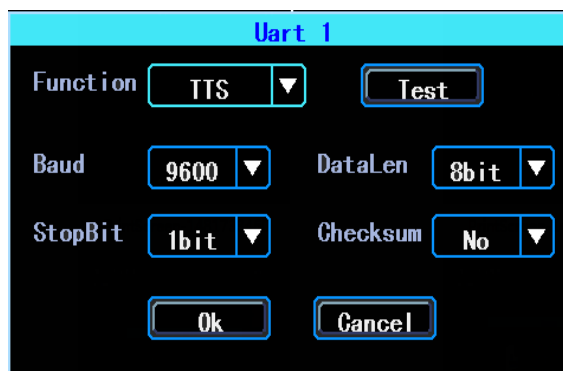 Uart 1
Function TTS Test
Baud 9600 DataLen 8bit
StopBit 1bit Checksum No
Ok Cancel